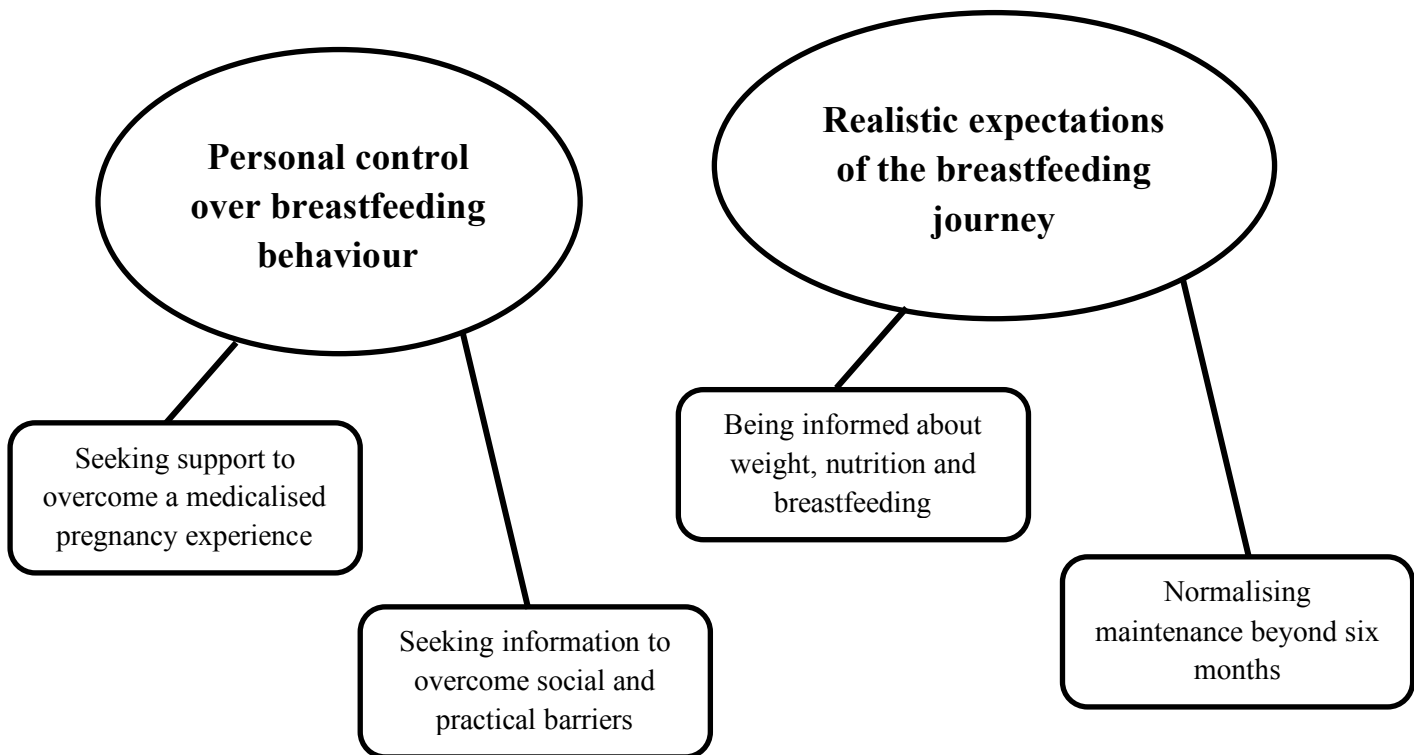 Personal control
over breastfeeding
behaviour
Realistic expectations
of the breastfeeding
journey
Seeking support to
overcome a medicalised
pregnancy experience
Seeking information to
overcome social and
practical barriers
Being informed about
weight, nutrition and
breastfeeding
Normalising
maintenance beyond six
months